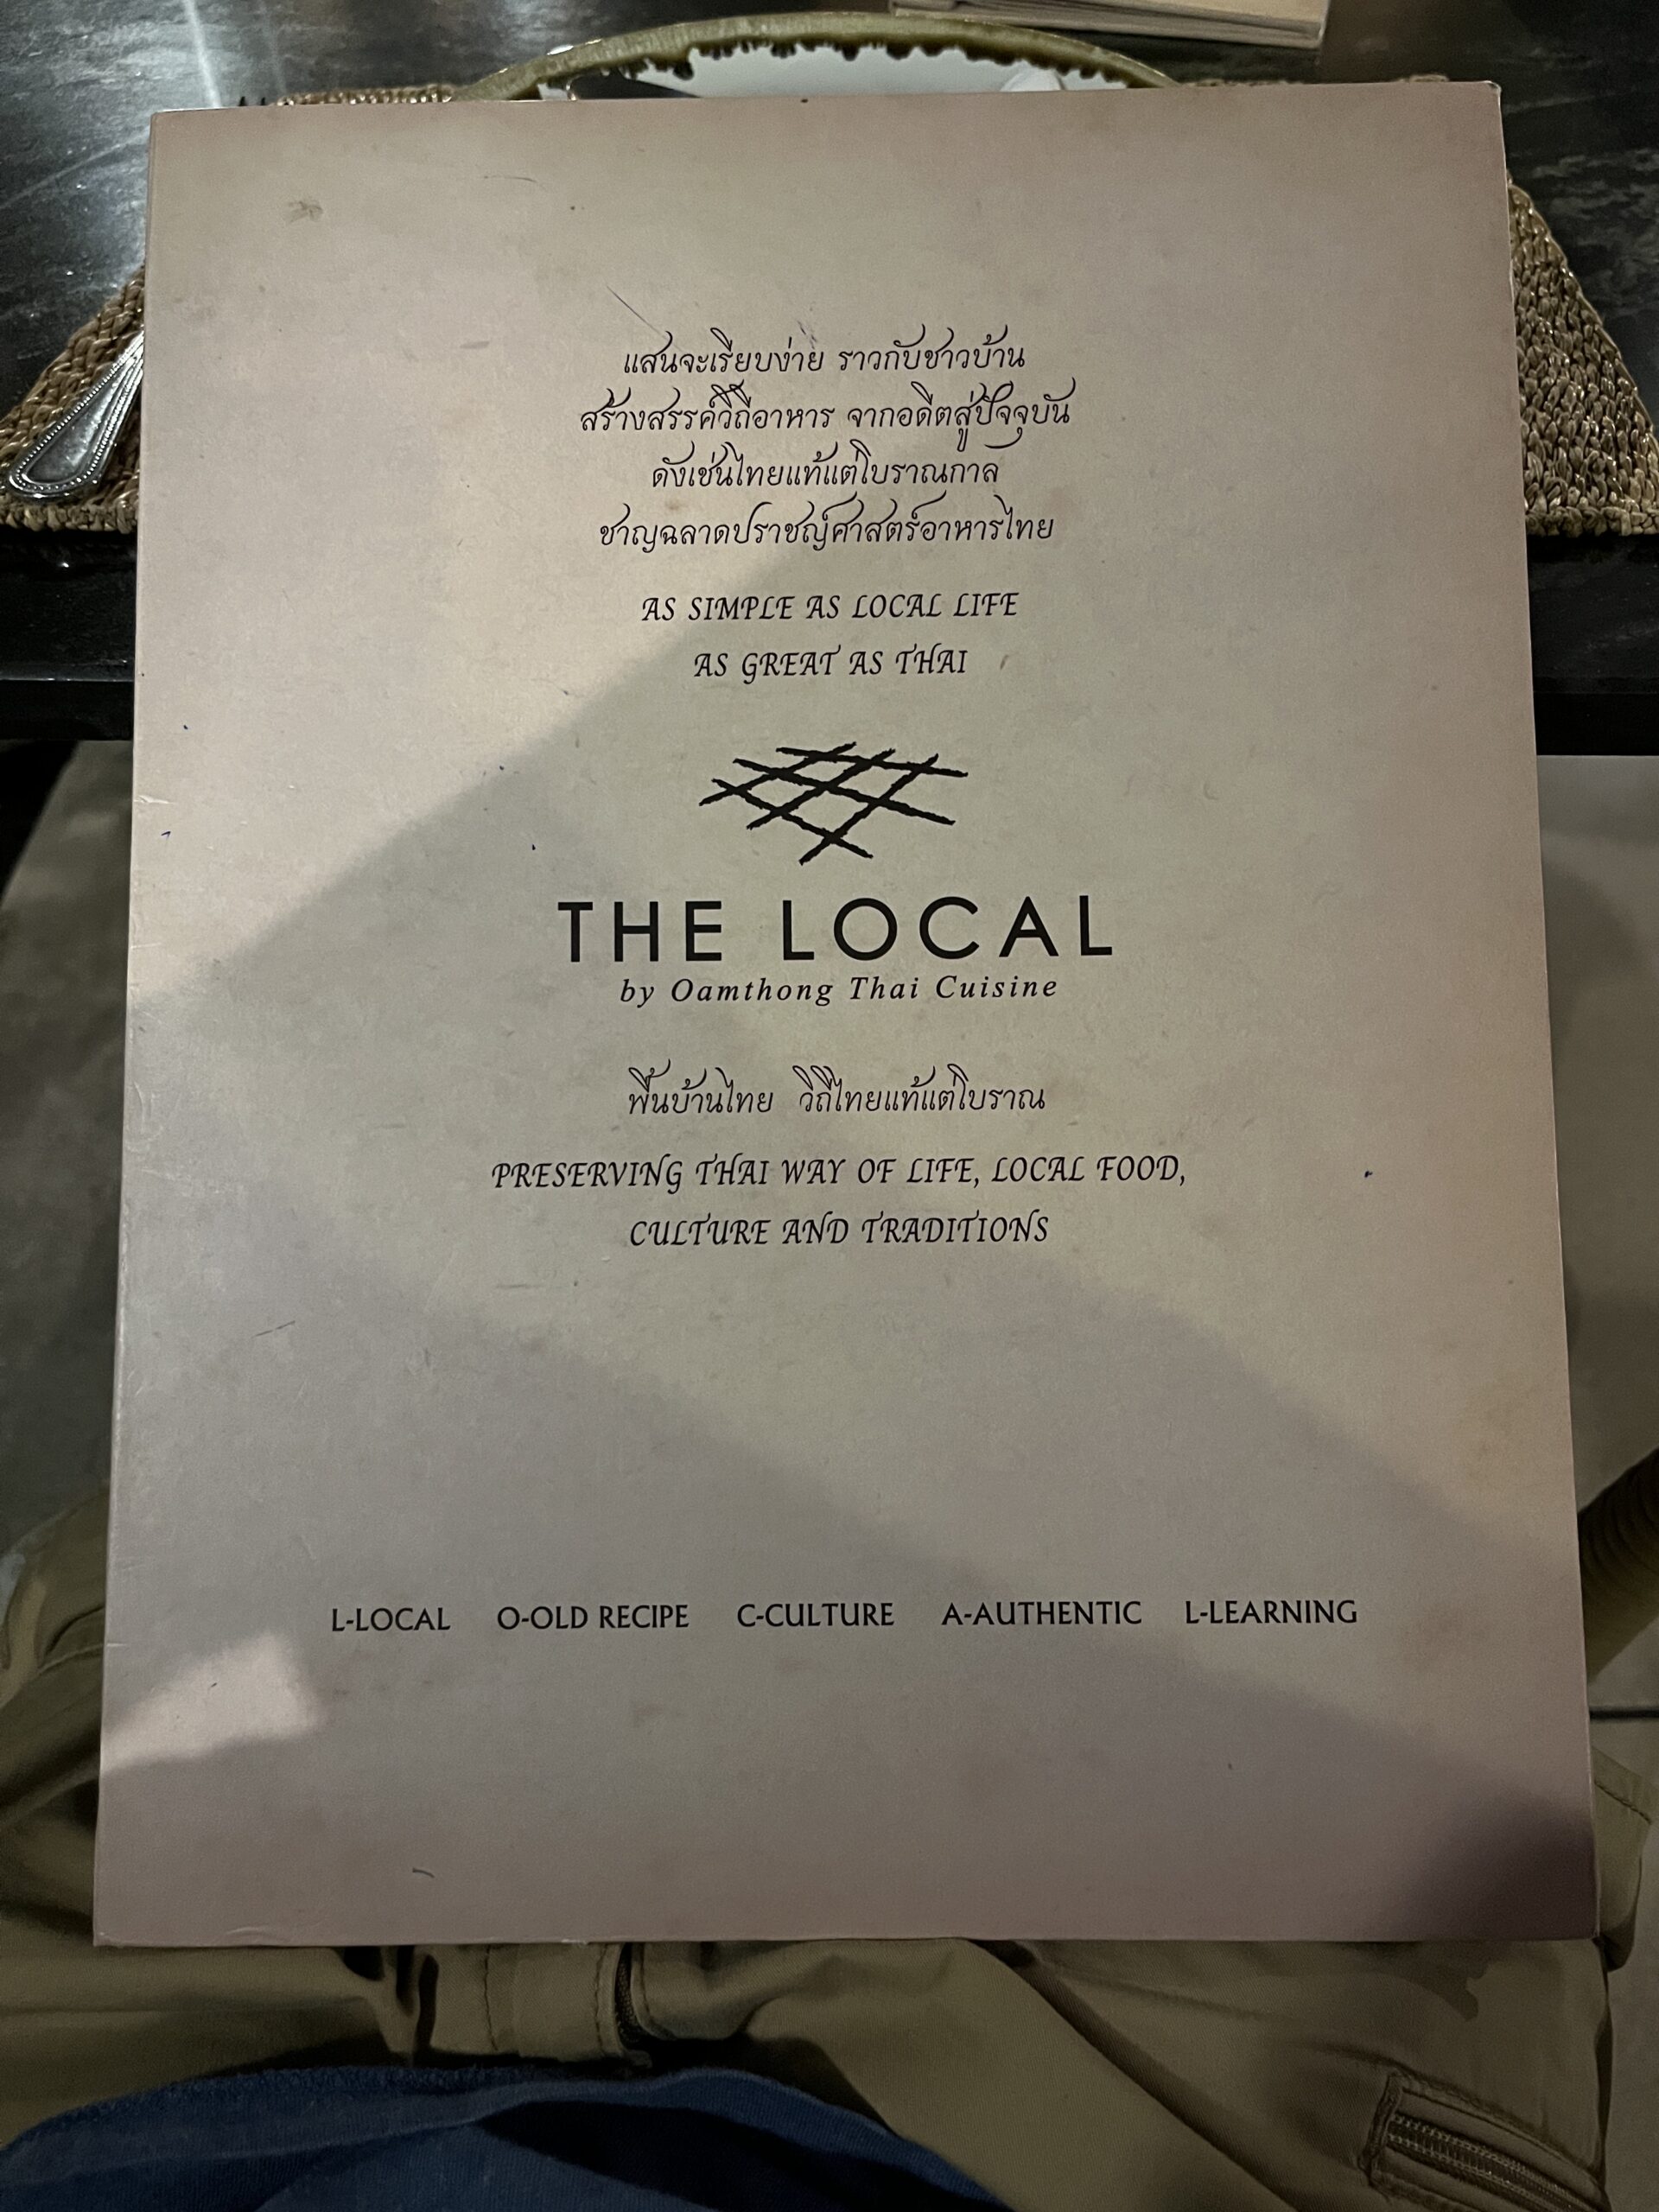 แสนจะเรียบง่าย ราวกับชาวบ้าน
สร้างสรรค์วิถีอาหาร จากอดีตสู่ปัจจุบัน
ดังเช่นไทยแท้แต่โบราณกาล
ชาญฉลาดปราชญ์ศาสตร์อาหารไทย
AS SIMPLE AS LOCAL LIFE
AS GREAT AS THAI
THE LOCAL
by Oamthong Thai Cuisine
พื้นบ้านไทย วิถีไทยแท้แต่โบราณ
PRESERVING THAI WAY OF LIFE, LOCAL FOOD,
CULTURE AND TRADITIONS
L-LOCAL O-OLD RECIPE C-CULTURE A-AUTHENTIC L-LEARNING